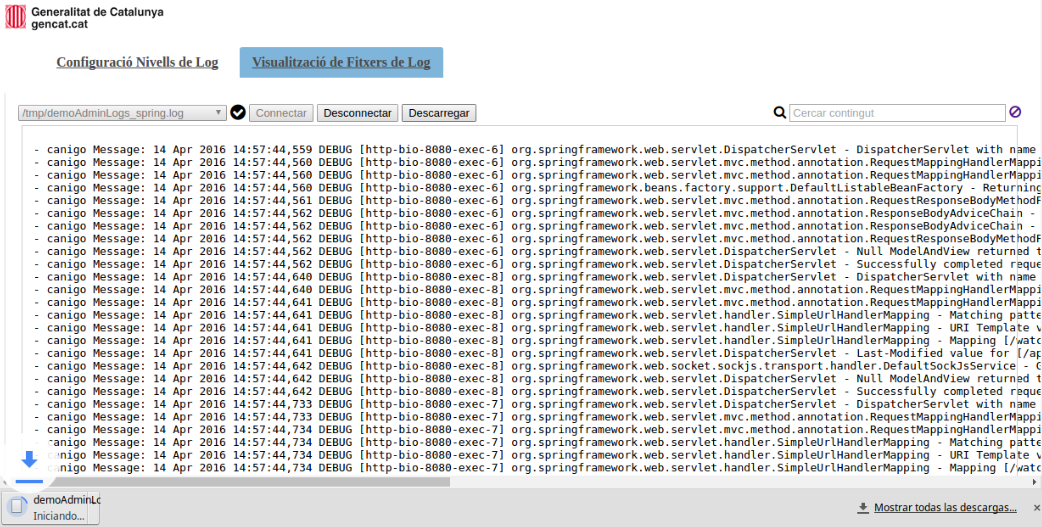 Generalitat de Catalunya
gencat.cat
Configuració Nivells de Log Visualització de Fitxers de Log
/tmp/demoAdminLogs_spring.log Connectar Desconnectar Descarregar Cercar contingut
- canigo Message: 14 Apr 2016 14:57:44,559 DEBUG [http-bio-8080-exec-6] org.springframework.web.servlet.DispatcherServlet - DispatcherServlet with name
- canigo Message: 14 Apr 2016 14:57:44,560 DEBUG [http-bio-8080-exec-6] org.springframework.web.servlet.mvc.method.annotation.RequestMappingHandlerMappi
- canigo Message: 14 Apr 2016 14:57:44,560 DEBUG [http-bio-8080-exec-6] org.springframework.web.servlet.mvc.method.annotation.RequestMappingHandlerMappi
- canigo Message: 14 Apr 2016 14:57:44,560 DEBUG [http-bio-8080-exec-6] org.springframework.beans.factory.support.DefaultListableBeanFactory - Returning
- canigo Message: 14 Apr 2016 14:57:44,561 DEBUG [http-bio-8080-exec-6] org.springframework.web.servlet.mvc.method.annotation.RequestResponseBodyMethodP
- canigo Message: 14 Apr 2016 14:57:44,562 DEBUG [http-bio-8080-exec-6] org.springframework.web.servlet.mvc.method.annotation.ResponseBodyAdviceChain -
- canigo Message: 14 Apr 2016 14:57:44,562 DEBUG [http-bio-8080-exec-6] org.springframework.web.servlet.mvc.method.annotation.ResponseBodyAdviceChain -
- canigo Message: 14 Apr 2016 14:57:44,562 DEBUG [http-bio-8080-exec-6] org.springframework.web.servlet.mvc.method.annotation.RequestResponseBodyMethodP
- canigo Message: 14 Apr 2016 14:57:44,562 DEBUG [http-bio-8080-exec-6] org.springframework.web.servlet.DispatcherServlet - Null ModelAndView returned t
- canigo Message: 14 Apr 2016 14:57:44,562 DEBUG [http-bio-8080-exec-6] org.springframework.web.servlet.DispatcherServlet - Successfully completed reque
- canigo Message: 14 Apr 2016 14:57:44,640 DEBUG [http-bio-8080-exec-8] org.springframework.web.servlet.DispatcherServlet - DispatcherServlet with name
- canigo Message: 14 Apr 2016 14:57:44,640 DEBUG [http-bio-8080-exec-8] org.springframework.web.servlet.mvc.method.annotation.RequestMappingHandlerMappi
- canigo Message: 14 Apr 2016 14:57:44,641 DEBUG [http-bio-8080-exec-8] org.springframework.web.servlet.mvc.method.annotation.RequestMappingHandlerMappi
- canigo Message: 14 Apr 2016 14:57:44,641 DEBUG [http-bio-8080-exec-8] org.springframework.web.servlet.handler.SimpleUrlHandlerMapping - Matching patte
- canigo Message: 14 Apr 2016 14:57:44,641 DEBUG [http-bio-8080-exec-8] org.springframework.web.servlet.handler.SimpleUrlHandlerMapping - URI Template v
- canigo Message: 14 Apr 2016 14:57:44,641 DEBUG [http-bio-8080-exec-8] org.springframework.web.servlet.handler.SimpleUrlHandlerMapping - Mapping [/watc
- canigo Message: 14 Apr 2016 14:57:44,641 DEBUG [http-bio-8080-exec-8] org.springframework.web.servlet.DispatcherServlet - Last-Modified value for [/ap
- canigo Message: 14 Apr 2016 14:57:44,642 DEBUG [http-bio-8080-exec-8] org.springframework.web.socket.sockjs.transport.handler.DefaultSockJsService - G
- canigo Message: 14 Apr 2016 14:57:44,642 DEBUG [http-bio-8080-exec-8] org.springframework.web.servlet.DispatcherServlet - Null ModelAndView returned t
- canigo Message: 14 Apr 2016 14:57:44,642 DEBUG [http-bio-8080-exec-8] org.springframework.web.servlet.DispatcherServlet - Successfully completed reque
- canigo Message: 14 Apr 2016 14:57:44,733 DEBUG [http-bio-8080-exec-7] org.springframework.web.servlet.DispatcherServlet - DispatcherServlet with name
- canigo Message: 14 Apr 2016 14:57:44,733 DEBUG [http-bio-8080-exec-7] org.springframework.web.servlet.mvc.method.annotation.RequestMappingHandlerMappi
- canigo Message: 14 Apr 2016 14:57:44,734 DEBUG [http-bio-8080-exec-7] org.springframework.web.servlet.mvc.method.annotation.RequestMappingHandlerMappi
- canigo Message: 14 Apr 2016 14:57:44,734 DEBUG [http-bio-8080-exec-7] org.springframework.web.servlet.handler.SimpleUrlHandlerMapping - Matching patte
canigo Message: 14 Apr 2016 14:57:44,734 DEBUG [http-bio-8080-exec-7] org.springframework.web.servlet.handler.SimpleUrlHandlerMapping - URI Template v
nigo Message: 14 Apr 2016 14:57:44,734 DEBUG [http-bio-8080-exec-7] org.springframework.web.servlet.handler.SimpleUrlHandlerMapping - Mapping [/watc
demoAdminLo
Iniciando... Mostrar todas las descargas...